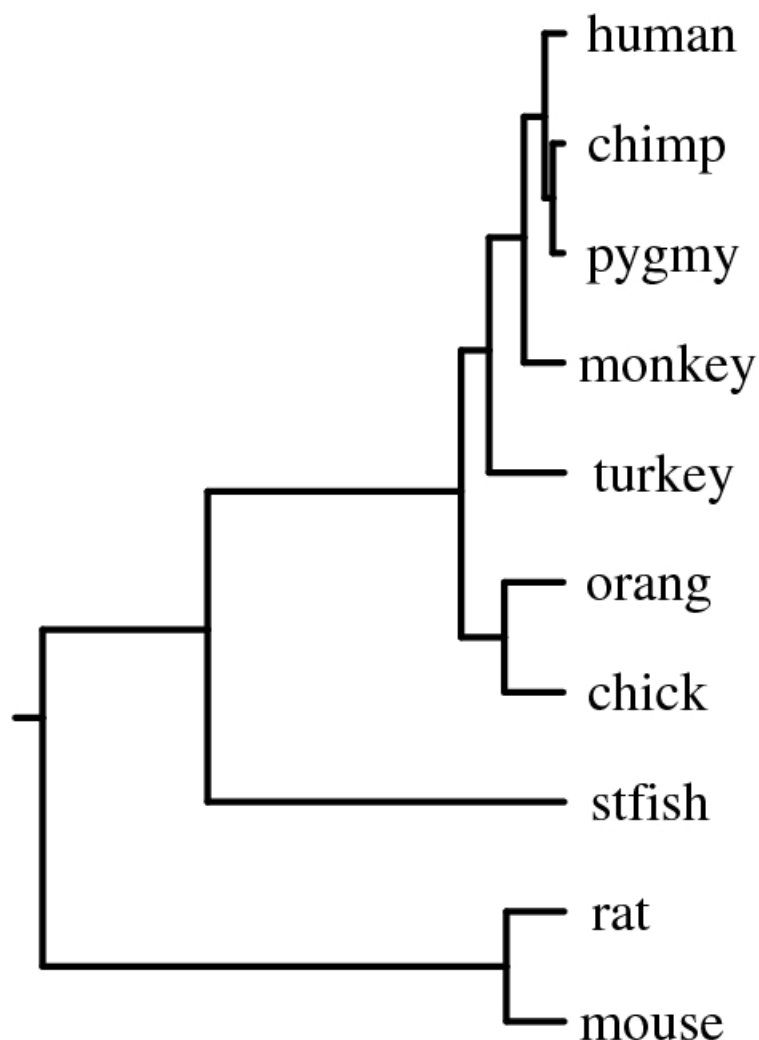 human
chimp
pygmy
monkey
turkey
orang
chick
stfish
rat
mouse